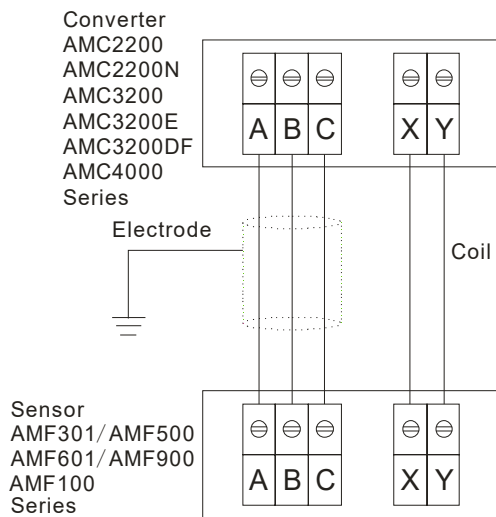 Converter
AMC2200
AMC2200N
AMC3200
AMC3200E
AMC3200DF
AMC4000
Series
A B C X Y
Electrode
Coil
Sensor
AMF301/AMF500
AMF601/AMF900
AMF100
Series
A B C X Y